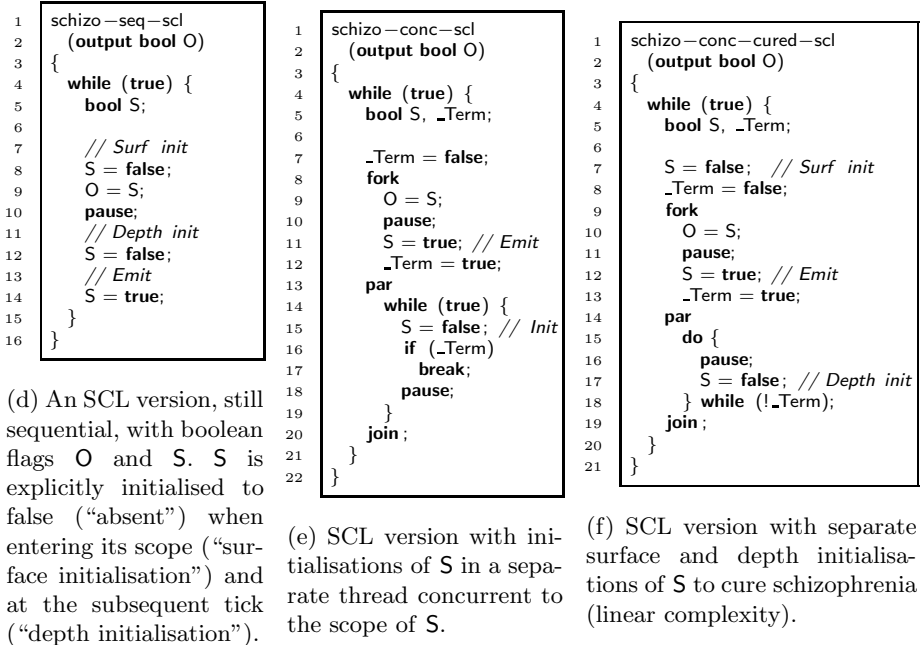 1 schizo−seq−scl
2 (output bool O)
3 {
4 while (true) {
5 bool S;
6
7 // Surf init
8 S = false;
9 O = S;
10 pause;
11 // Depth init
12 S = false;
13 // Emit
14 S = true;
15 }
16 }
(d) An SCL version, still
sequential, with boolean
flags O and S. S is
explicitly initialised to
false (“absent”) when
entering its scope (“sur-
face initialisation”) and
at the subsequent tick
(“depth initialisation”).
1 schizo−conc−scl
2 (output bool O)
3 {
4 while (true) {
5 bool S, _Term;
6
7 _Term = false;
8 fork
9 O = S;
10 pause;
11 S = true; // Emit
12 _Term = true;
13 par
14 while (true) {
15 S = false; // Init
16 if (_Term)
17 break;
18 pause;
19 }
20 join;
21 }
22 }
(e) SCL version with ini-
tialisations of S in a sepa-
rate thread concurrent to
the scope of S.
1 schizo−conc−cured−scl
2 (output bool O)
3 {
4 while (true) {
5 bool S, _Term;
6
7 S = false; // Surf init
8 _Term = false;
9 fork
10 O = S;
11 pause;
12 S = true; // Emit
13 _Term = true;
14 par
15 do {
16 pause;
17 S = false; // Depth init
18 } while (!_Term);
19 join;
20 }
21 }
(f) SCL version with separate
surface and depth initialisa-
tions of S to cure schizophrenia
(linear complexity).